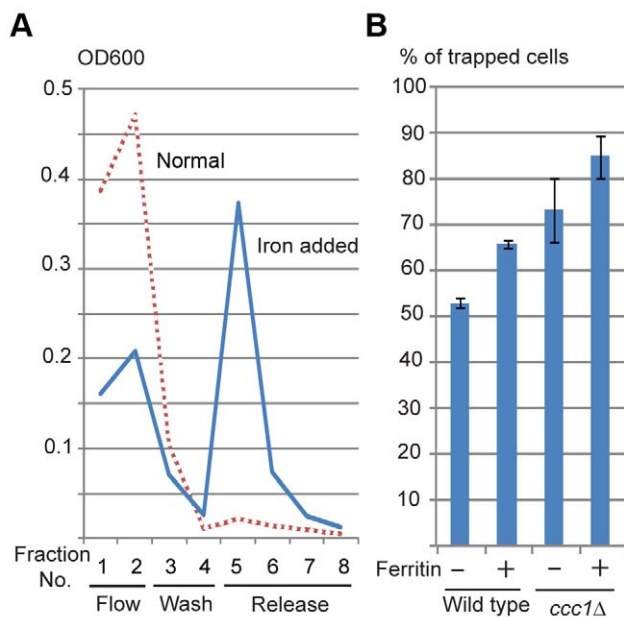 A
OD600
0.5
0.4
0.3
0.2
0.1
Normal
Iron added
Fraction No.
1 2 3 4 5 6 7 8
Flow Wash Release
B
% of trapped cells
100
90
80
70
60
50
40
30
20
10
Ferritin – + – +
Wild type ccc1Δ